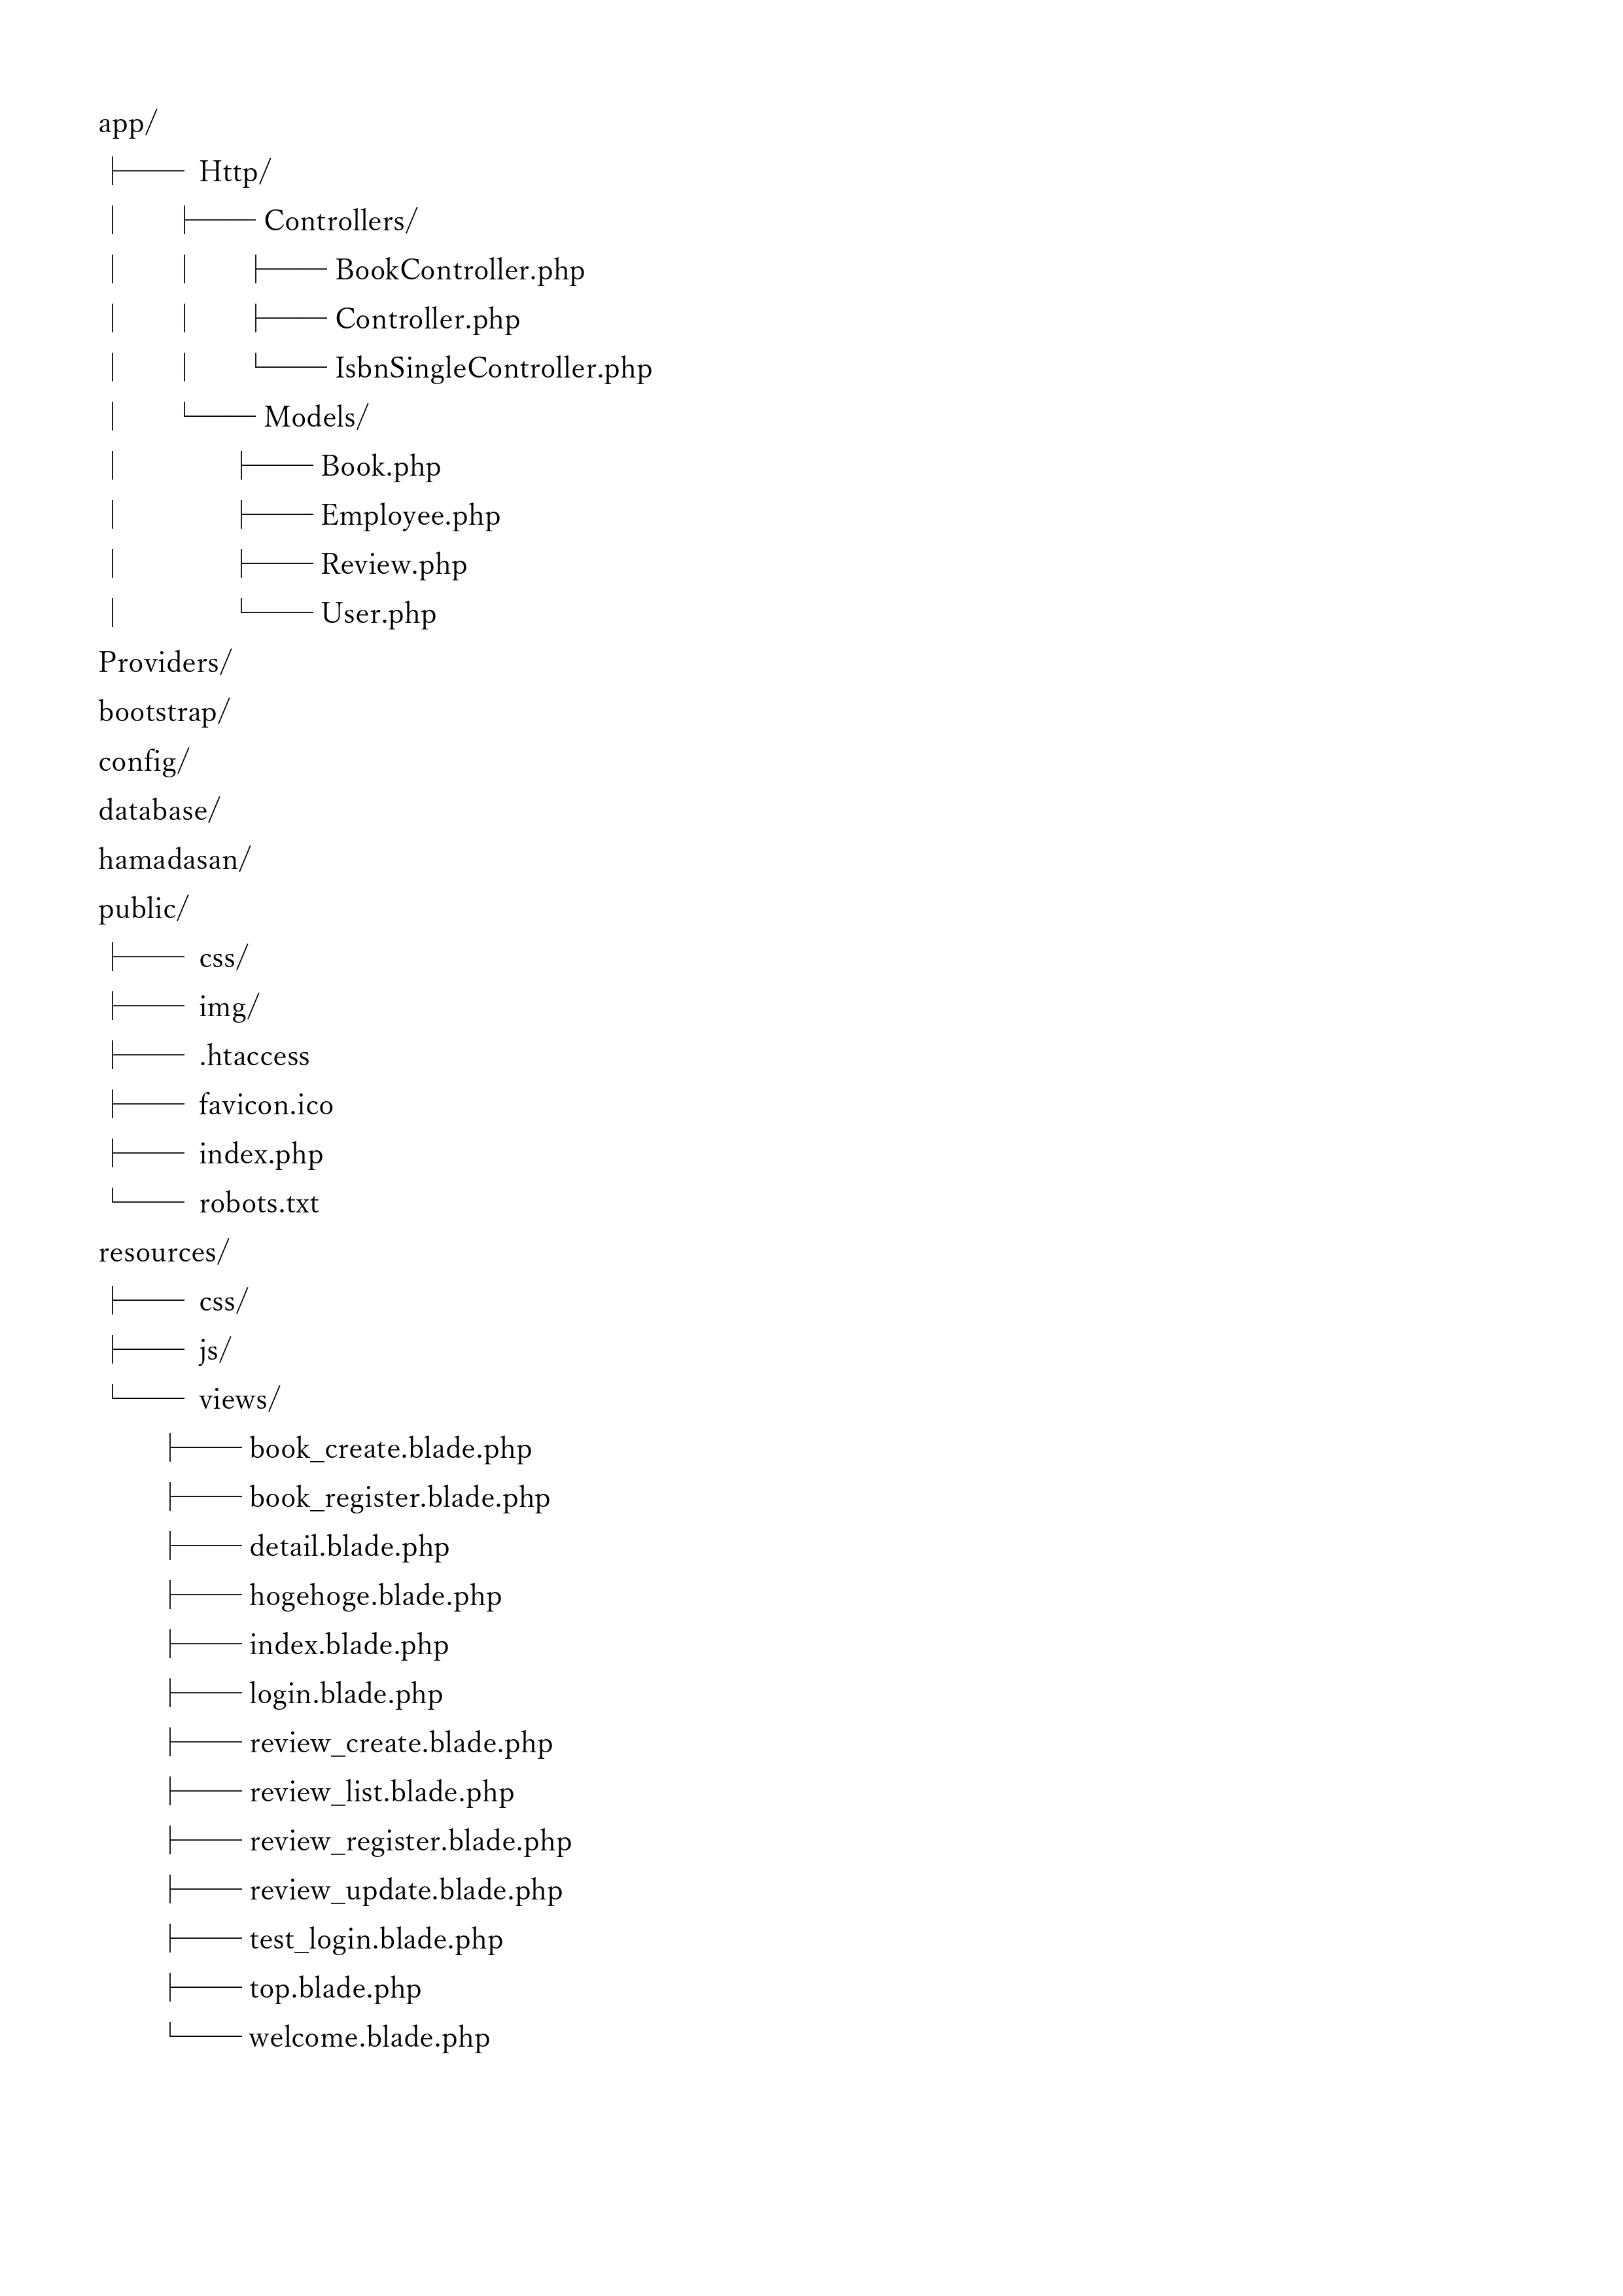 app/
├── Http/
│ ├── Controllers/
│ │ ├── BookController.php
│ │ ├── Controller.php
│ │ └── IsbnSingleController.php
│ └── Models/
│ ├── Book.php
│ ├── Employee.php
│ ├── Review.php
│ └── User.php
Providers/
bootstrap/
config/
database/
hamadasan/
public/
├── css/
├── img/
├── .htaccess
├── favicon.ico
├── index.php
└── robots.txt
resources/
├── css/
├── js/
└── views/
├── book_create.blade.php
├── book_register.blade.php
├── detail.blade.php
├── hogehoge.blade.php
├── index.blade.php
├── login.blade.php
├── review_create.blade.php
├── review_list.blade.php
├── review_register.blade.php
├── review_update.blade.php
├── test_login.blade.php
├── top.blade.php
└── welcome.blade.php